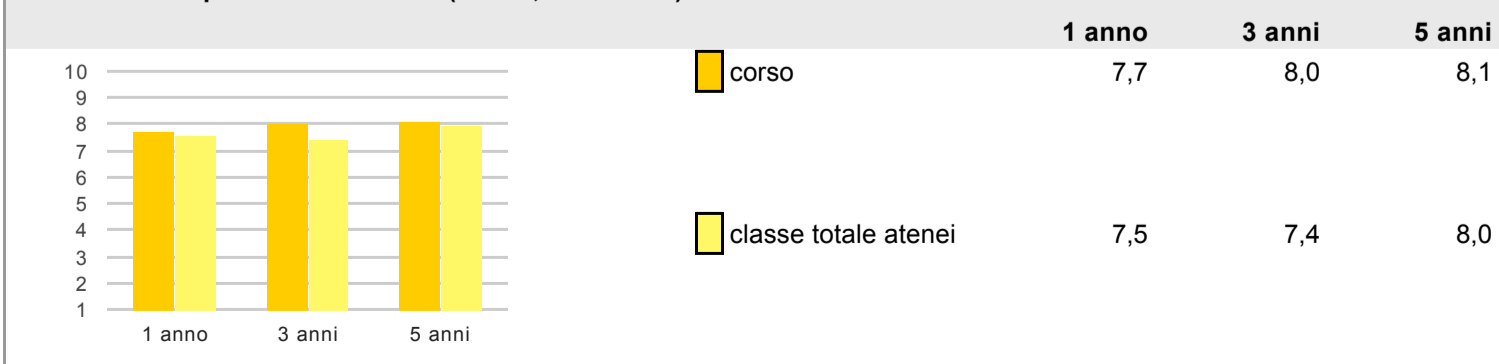 1 anno 3 anni 5 anni
corso 7,7 8,0 8,1
classe totale atenei 7,5 7,4 8,0
10
9
8
7
6
5
4
3
2
1
1 anno 3 anni 5 anni